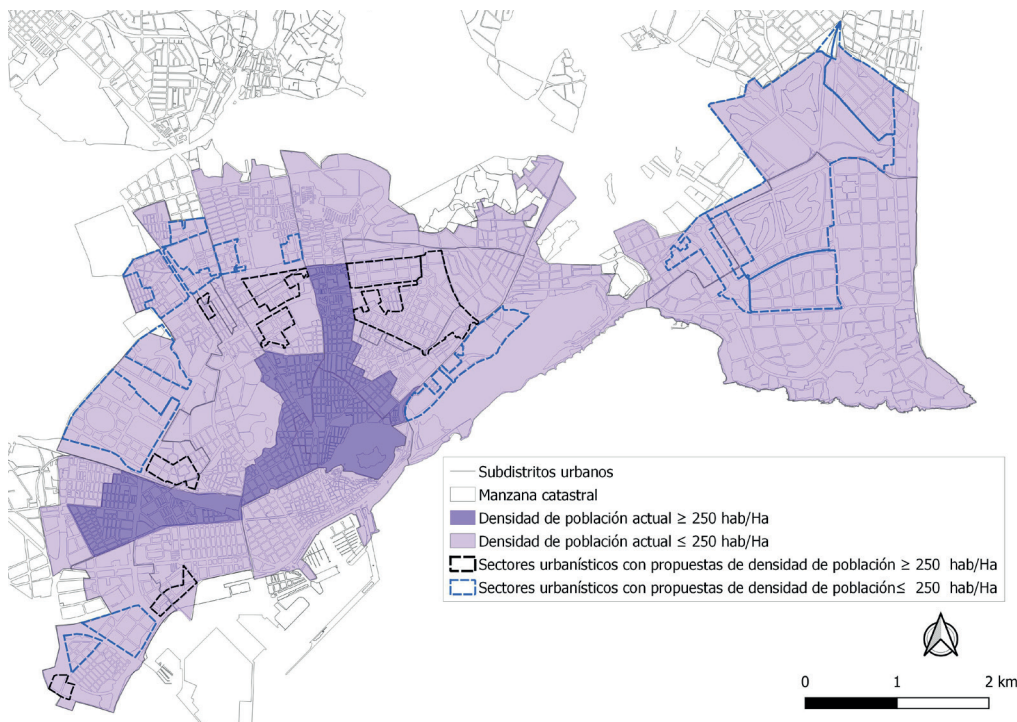 Subdistritos urbanos
Manzana catastral
Densidad de población actual ≥ 250 hab/Ha
Densidad de población actual ≤ 250 hab/Ha
Sectores urbanísticos con propuestas de densidad de población ≥ 250 hab/Ha
Sectores urbanísticos con propuestas de densidad de población≤ 250 hab/Ha
0 1 2 km